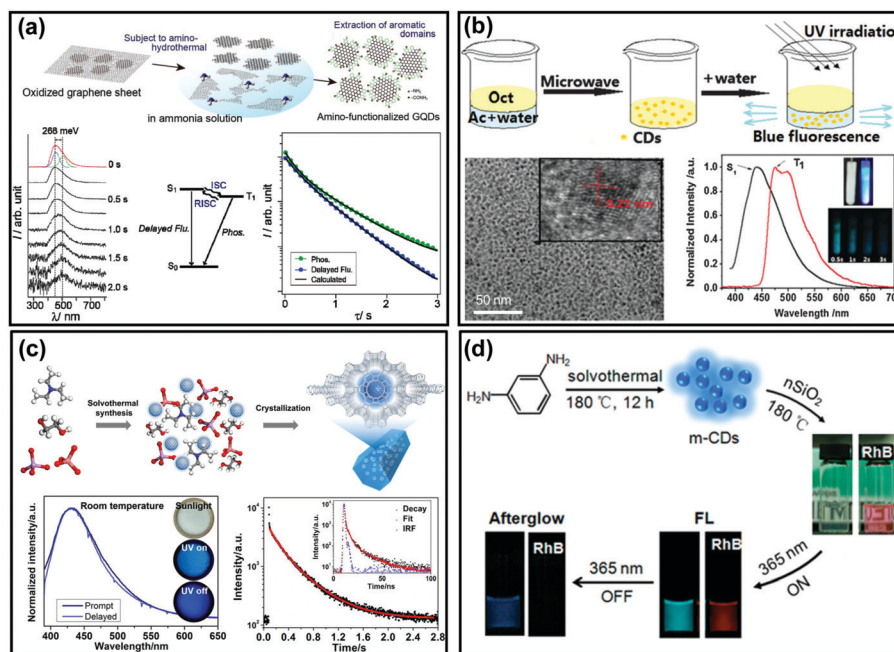 (a)
Subject to amino-
hydrothermal
Extraction of aromatic
domains
Oxidized graphene sheet
in ammonia solution
-NH₂
-CONH₂
Amino-functionalized GQDs
268 meV
0 s
0.5 s
1.0 s
1.5 s
2.0 s
I / arb. unit
300
500
700
λ/ nm
S₁
ISC
RISC
T₁
Delayed Flu.
Phos.
S₀
I / arb. unit
Phos.
Delayed Flu.
Calculated
0
1
2
3
τ/ s
(b)
UV irradiation
Microwave
+water
Oct
Ac+water
CDs
Blue fluorescence
0.21 nm
50 nm
Normalized Intensity /a.u.
S₁
T₁
1.0
0.8
0.6
0.4
0.2
0.0
0.5s
1s
2s
3s
400
450
500
550
600
650
700
Wavelength /nm
(c)
Solvothermal
synthesis
Crystallization
Normalized intensity/a.u.
Room temperature
Sunlight
UV on
UV off
Prompt
Delayed
400
450
500
550
600
650
Wavelength/nm
Intensity/a.u.
10⁴
10³
10²
Decay
Fit
IRF
0
50
100
Time/ns
0.0
0.4
0.8
1.2
1.6
2.0
2.4
2.8
Time/s
(d)
NH₂
H₂N
solvothermal
180 ℃, 12 h
m-CDs
nSiO₂
180 ℃
RhB
365 nm
ON
FL
RhB
365 nm
OFF
Afterglow
RhB